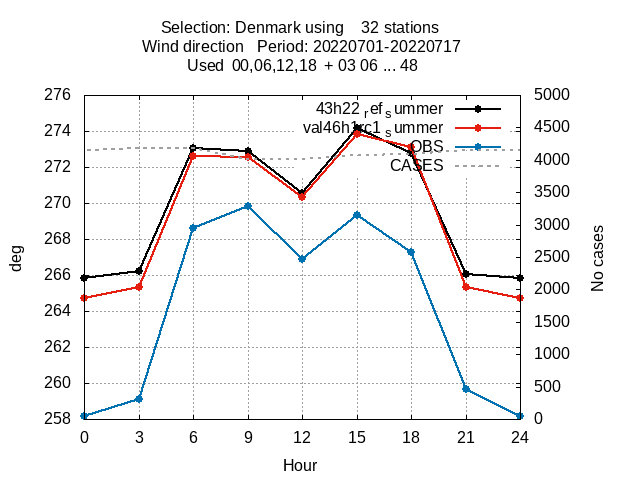 Selection: Denmark using 32 stations
Wind direction Period: 20220701-20220717
Used 00,06,12,18 + 03 06 ... 48
276
274
272
270
268
266
264
262
260
258
deg
43h22 ref summer
val46h1rc1 summer
OBS
CASES
5000
4500
4000
3500
3000
2500
2000
1500
1000
500
0
No cases
0 3 6 9 12 15 18 21 24
Hour